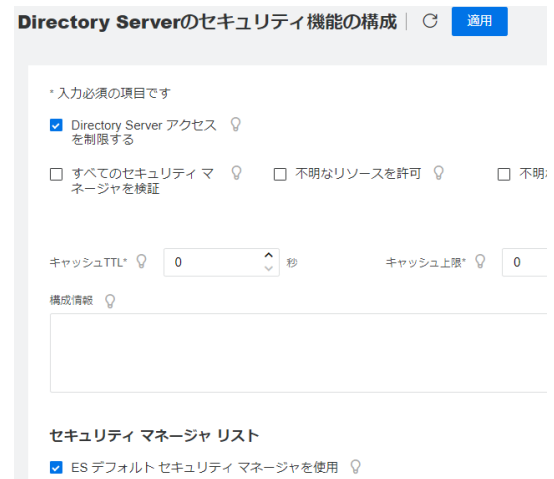 Directory Serverのセキュリティ機能の構成
適用
* 入力必須の項目です
Directory Server アクセス
を制限する
すべてのセキュリティ マ
ネージャを検証
不明なリソースを許可
不明
キャッシュTTL*
0
秒
キャッシュ上限*
0
構成情報
セキュリティ マネージャ リスト
ES デフォルト セキュリティ マネージャを使用